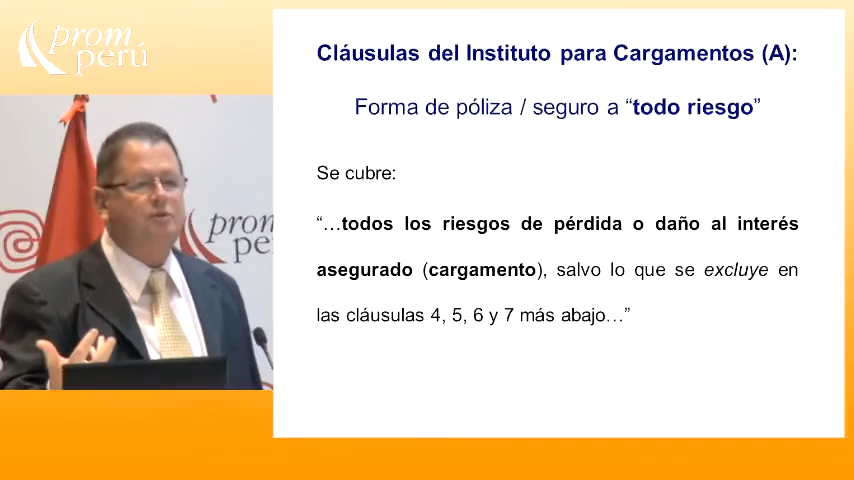 prom
perú
Cláusulas del Instituto para Cargamentos (A):
Forma de póliza / seguro a “todo riesgo”
Se cubre:
“…todos los riesgos de pérdida o daño al interés
asegurado (cargamento), salvo lo que se excluye en
las cláusulas 4, 5, 6 y 7 más abajo…”
prom
pe